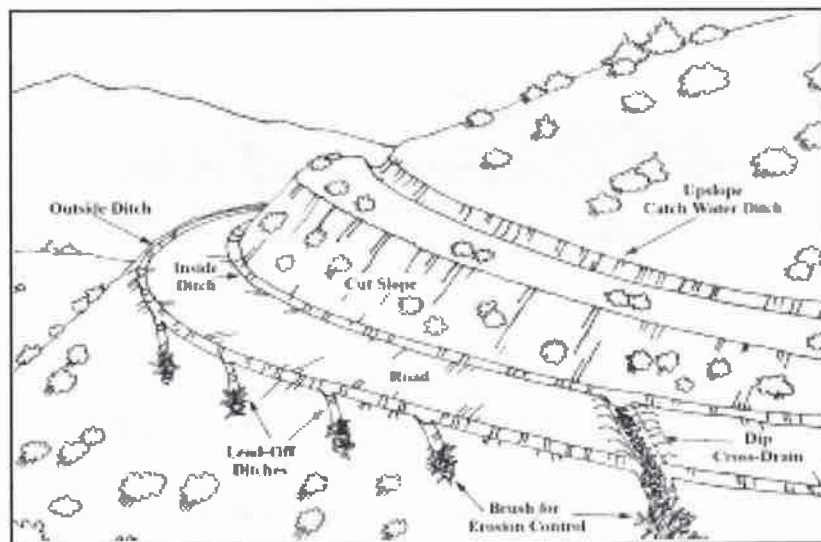 Upslope
Catch Water Ditch
Outside Ditch
Inside
Ditch
Cut Slope
Road
Lead-Off
Ditches
Dip
Cross-Drain
Brush for
Erosion Control